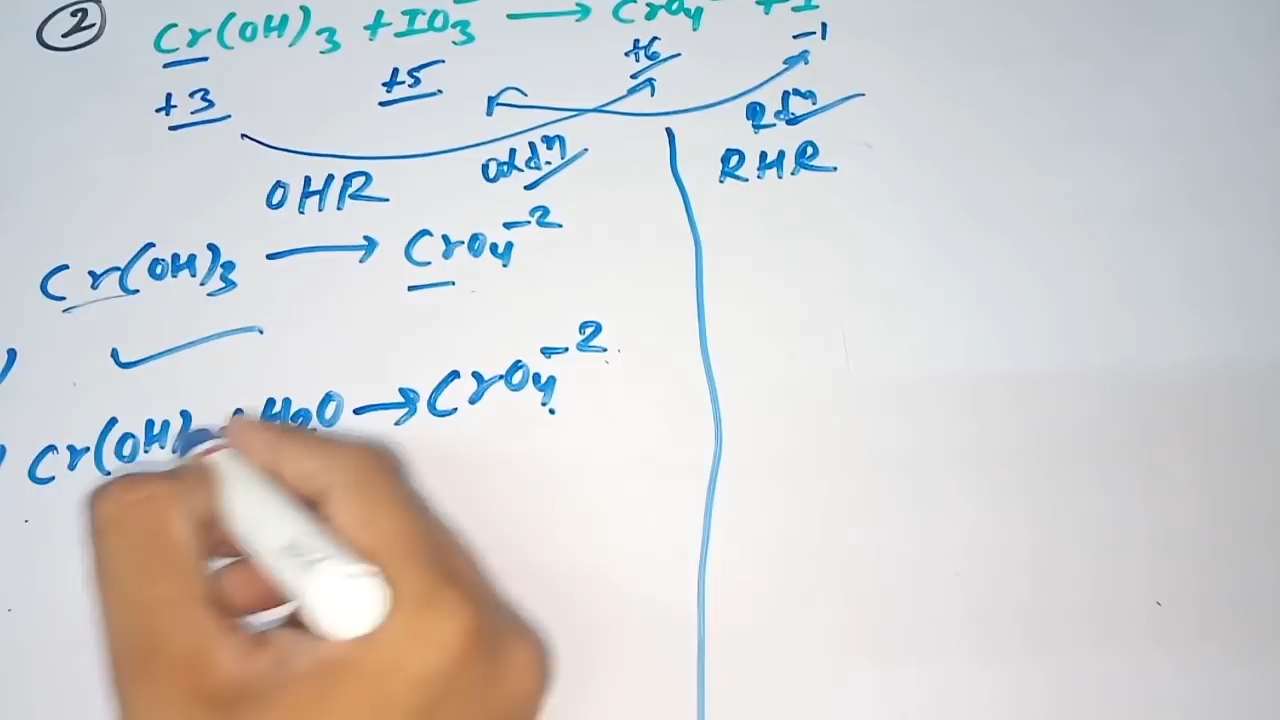 ② Cr(OH)3 + IO3⁻ → CrO4 + I
+3 +5 +6 -1
oxdⁿ Rdⁿ
OHR RHR
Cr(OH)3 → CrO4⁻²
Cr(OH) + H2O → CrO4⁻²